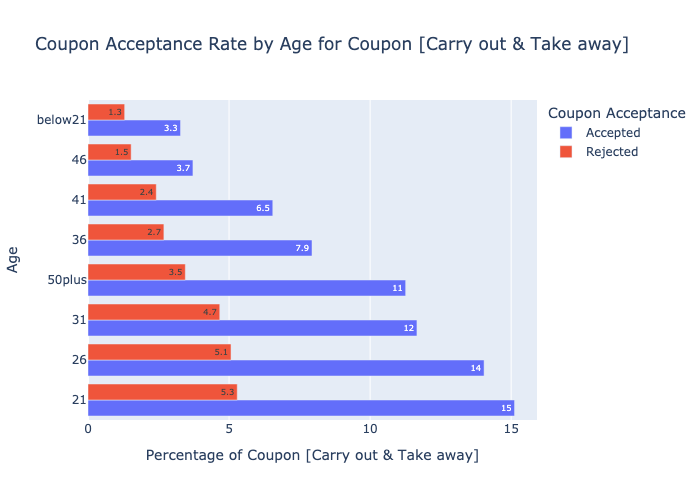 Coupon Acceptance Rate by Age for Coupon [Carry out & Take away]
Coupon Acceptance
Accepted
Rejected
Age
below21
1.3
3.3
46
1.5
3.7
41
2.4
6.5
36
2.7
7.9
50plus
3.5
11
31
4.7
12
26
5.1
14
21
5.3
15
0 5 10 15
Percentage of Coupon [Carry out & Take away]